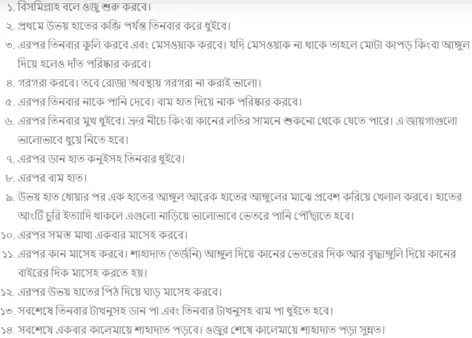 ১. বিসমিল্লাহ বলে ওজু শুরু করবে।
২. প্রথমে উভয় হাতের কব্জি পর্যন্ত তিনবার করে ধুইবে।
৩. এরপর তিনবার কুলি করবে এবং মেসওয়াক করবে। যদি মেসওয়াক না থাকে তাহলে মোটা কাপড় কিংবা আঙ্গুল
দিয়ে হলেও দাঁত পরিষ্কার করবে।
৪. গরগরা করবে। তবে রোজা অবস্থায় গরগরা না করাই ভালো।
৫. এরপর তিনবার নাকে পানি দেবে। বাম হাত দিয়ে নাক পরিষ্কার করবে।
৬. এরপর তিনবার মুখ ধুইবে। ভ্রুর নীচে কিংবা কানের লতির সামনে শুকনো থেকে যেতে পারে। এ জায়গাগুলো
ভালোভাবে ধুয়ে নিতে হবে।
৭. এরপর ডান হাত কনুইসহ তিনবার ধুইবে।
৮. এরপর বাম হাত।
৯. উভয় হাত ধোয়ার পর এক হাতের আঙ্গুল আরেক হাতের আঙ্গুলের মাঝে প্রবেশ করিয়ে খেলাল করবে। হাতের
আংটি চুরি ইত্যাদি থাকলে এগুলো নাড়িয়ে ভালোভাবে ভেতরে পানি পৌঁছাতে হবে।
১০. এরপর সমস্ত মাথা একবার মাসেহ করবে।
১১. এরপর কান মাসেহ করবে। শাহাদাত (তর্জনি) আঙ্গুল দিয়ে কানের ভেতরের দিক আর বৃদ্ধাঙ্গুলি দিয়ে কানের
বাইরের দিক মাসেহ করতে হয়।
১২. এরপর উভয় হাতের পিঠ দিয়ে ঘাড় মাসেহ করবে।
১৩. সবশেষে তিনবার টাখনুসহ ডান পা এবং তিনবার টাখনুসহ বাম পা ধুইতে হবে।
১৪. সবশেষে একবার কালেমায়ে শাহাদাত পড়বে। ওজুর শেষে কালেমায়ে শাহাদাত পড়া সুন্নত।